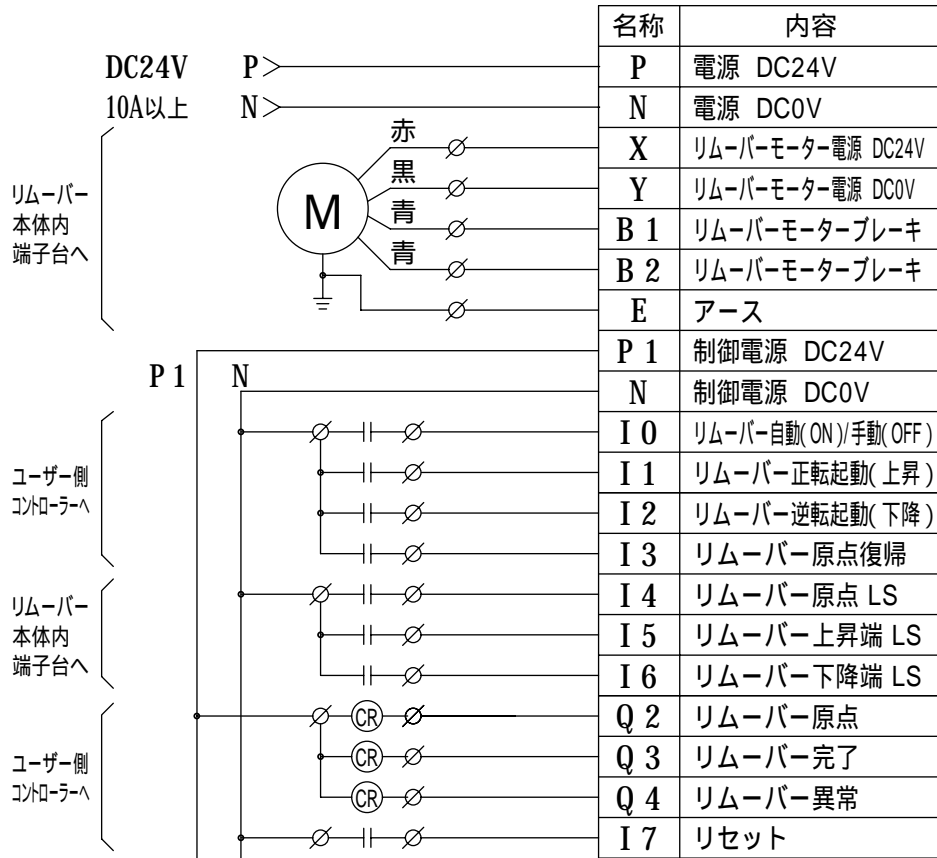 名称 内容
DC24V P P 電源 DC24V
10A以上 N N 電源 DC0V
赤 X リムーバーモーター電源 DC24V
黒 Y リムーバーモーター電源 DC0V
リムーバー
本体内
端子台へ
M
青 B 1 リムーバーモーターブレーキ
青 B 2 リムーバーモーターブレーキ
E アース
P 1 制御電源 DC24V
P 1 N N 制御電源 DC0V
I 0 リムーバー自動(ON)/手動(OFF)
ユーザー側
コントローラーへ
I 1 リムーバー正転起動(上昇)
I 2 リムーバー逆転起動(下降)
I 3 リムーバー原点復帰
リムーバー
本体内
端子台へ
I 4 リムーバー原点 LS
I 5 リムーバー上昇端 LS
I 6 リムーバー下降端 LS
CR Q 2 リムーバー原点
ユーザー側
コントローラーへ
CR Q 3 リムーバー完了
CR Q 4 リムーバー異常
I 7 リセット